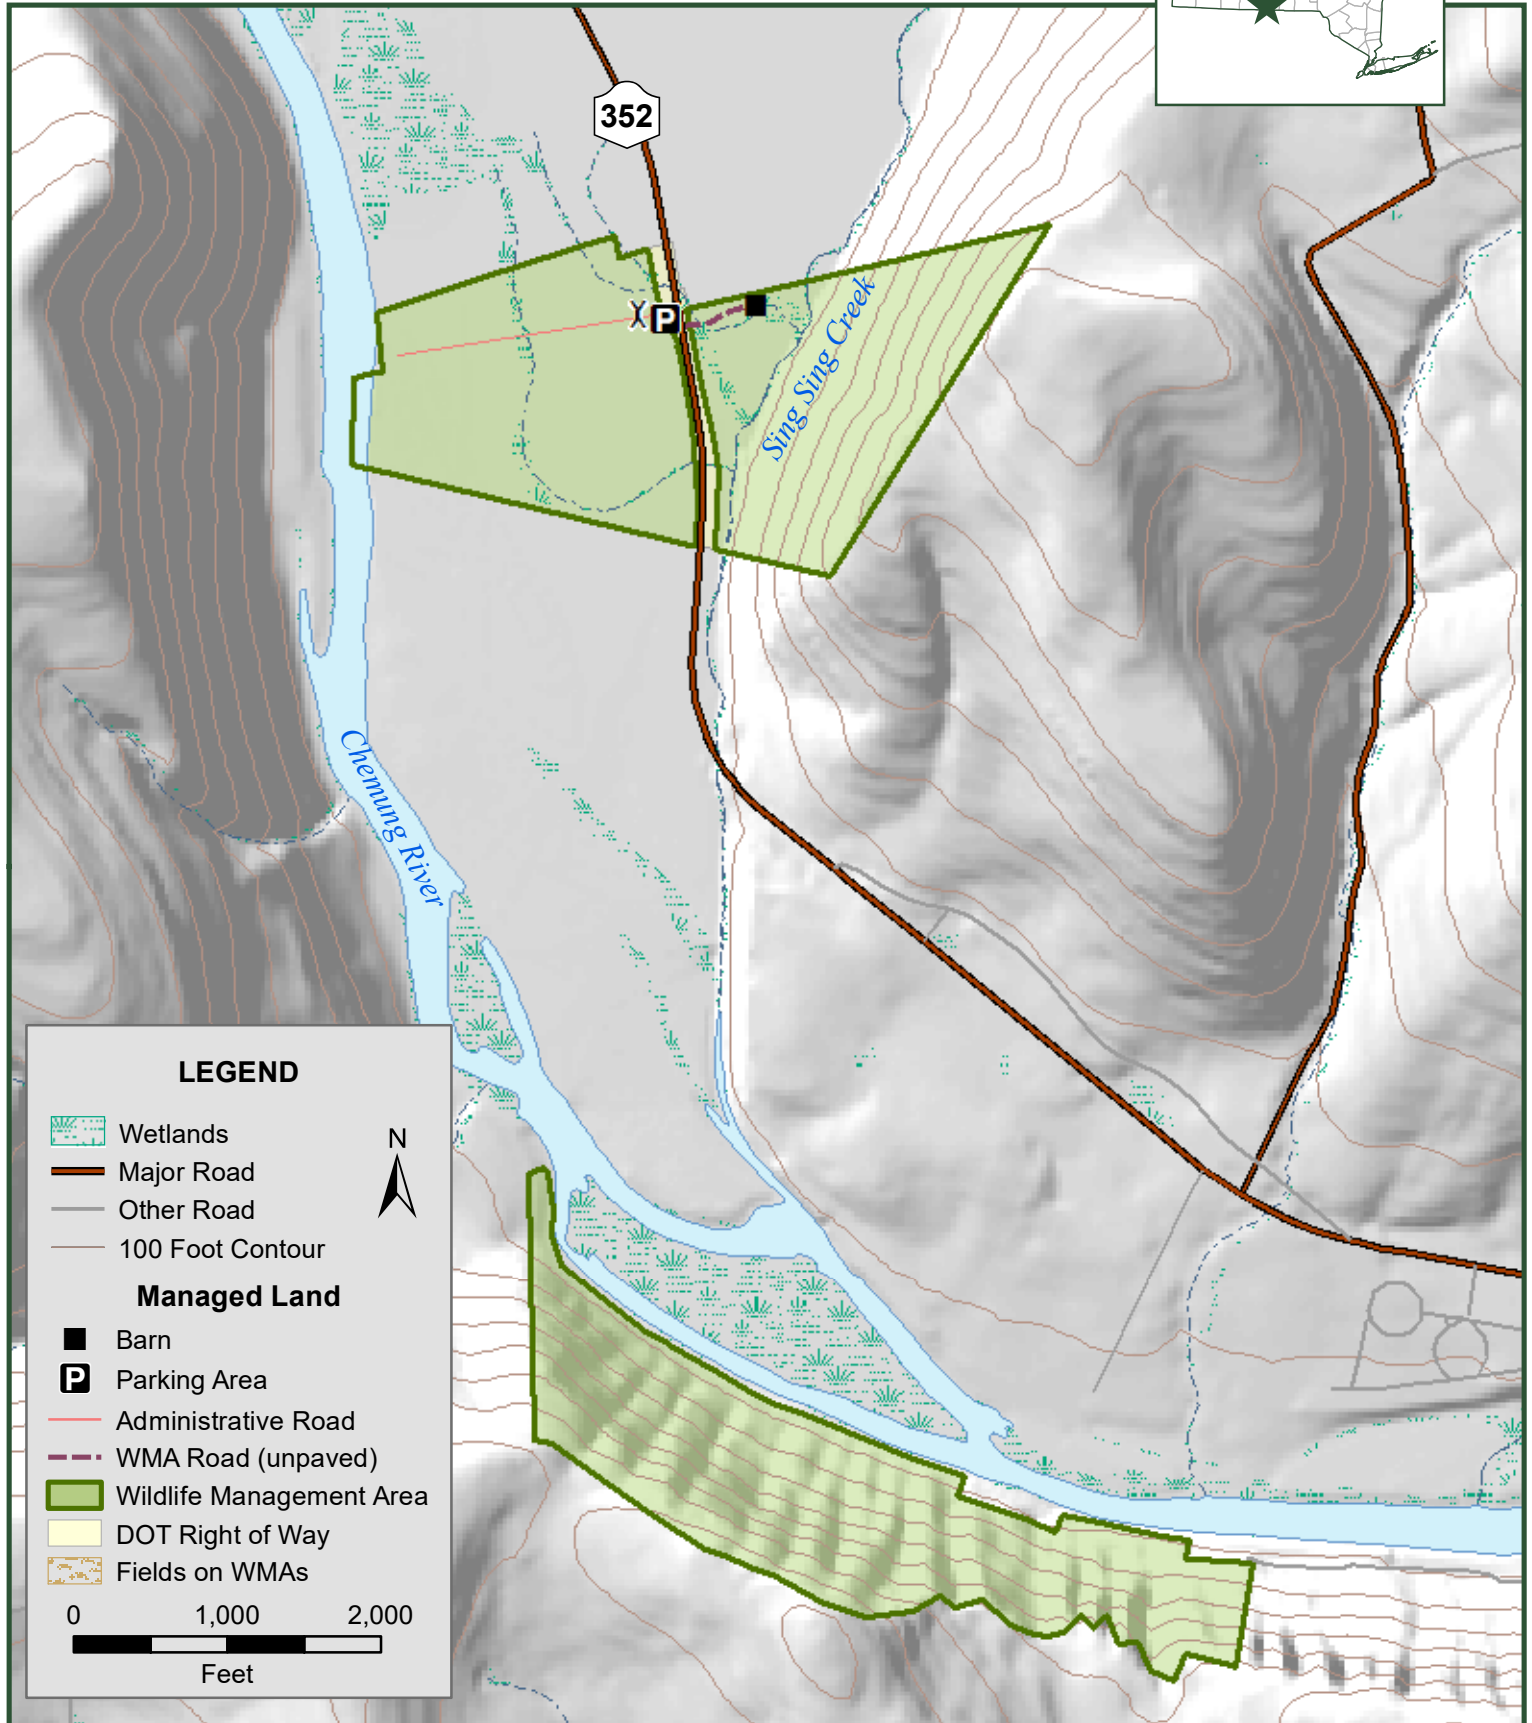 352
X
P
Sing Sing Creek
Chemung River
LEGEND
Wetlands
Major Road
Other Road
100 Foot Contour
N
Managed Land
Barn
P Parking Area
Administrative Road
WMA Road (unpaved)
Wildlife Management Area
DOT Right of Way
Fields on WMAs
0 1,000 2,000
Feet